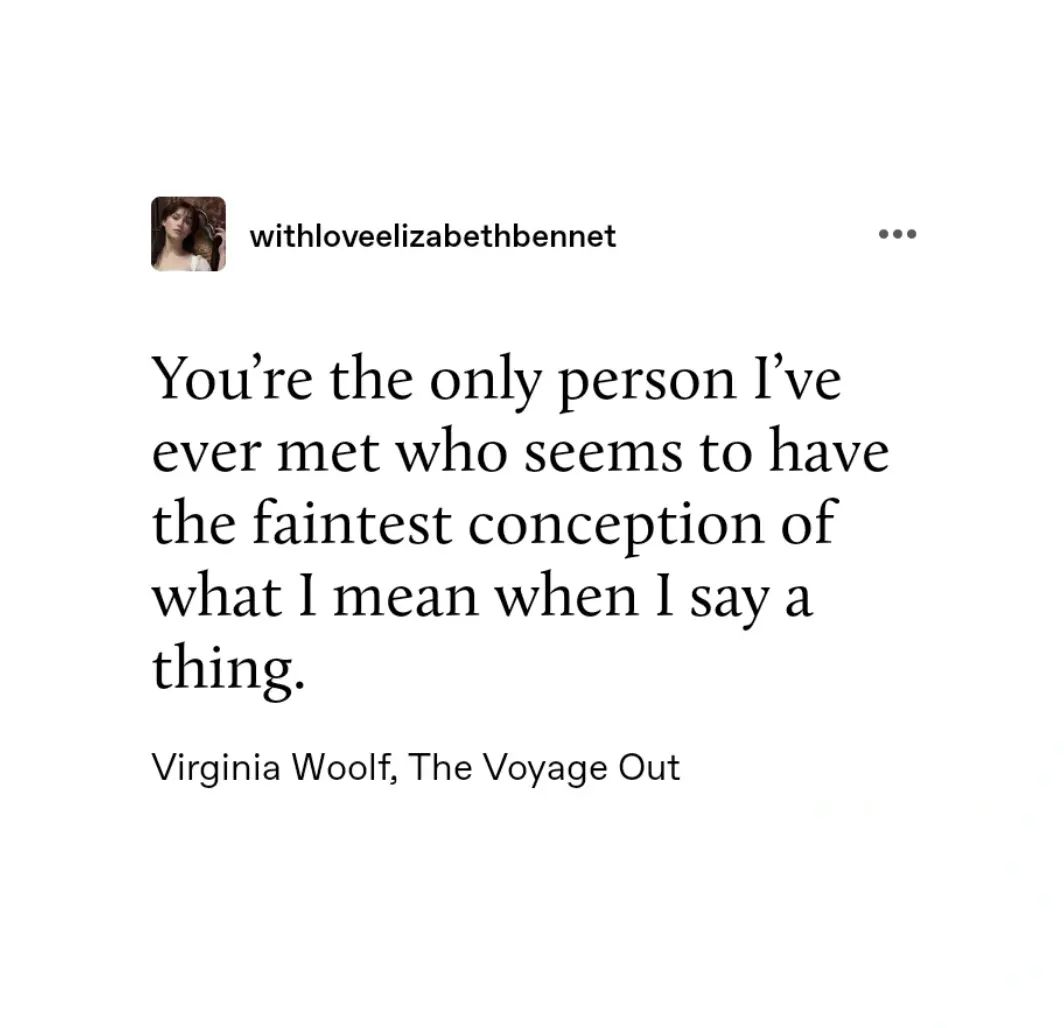 withloveelizabethbennet
You’re the only person I’ve
ever met who seems to have
the faintest conception of
what I mean when I say a
thing.
Virginia Woolf, The Voyage Out